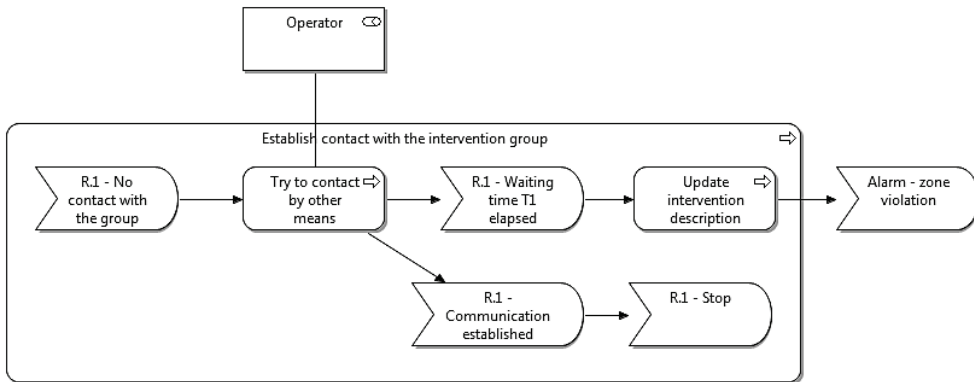 Operator
Establish contact with the intervention group
R.1 - No
contact with
the group
Try to contact
by other
means
R.1 - Waiting
time T1
elapsed
Update
intervention
description
Alarm - zone
violation
R.1 -
Communication
established
R.1 - Stop